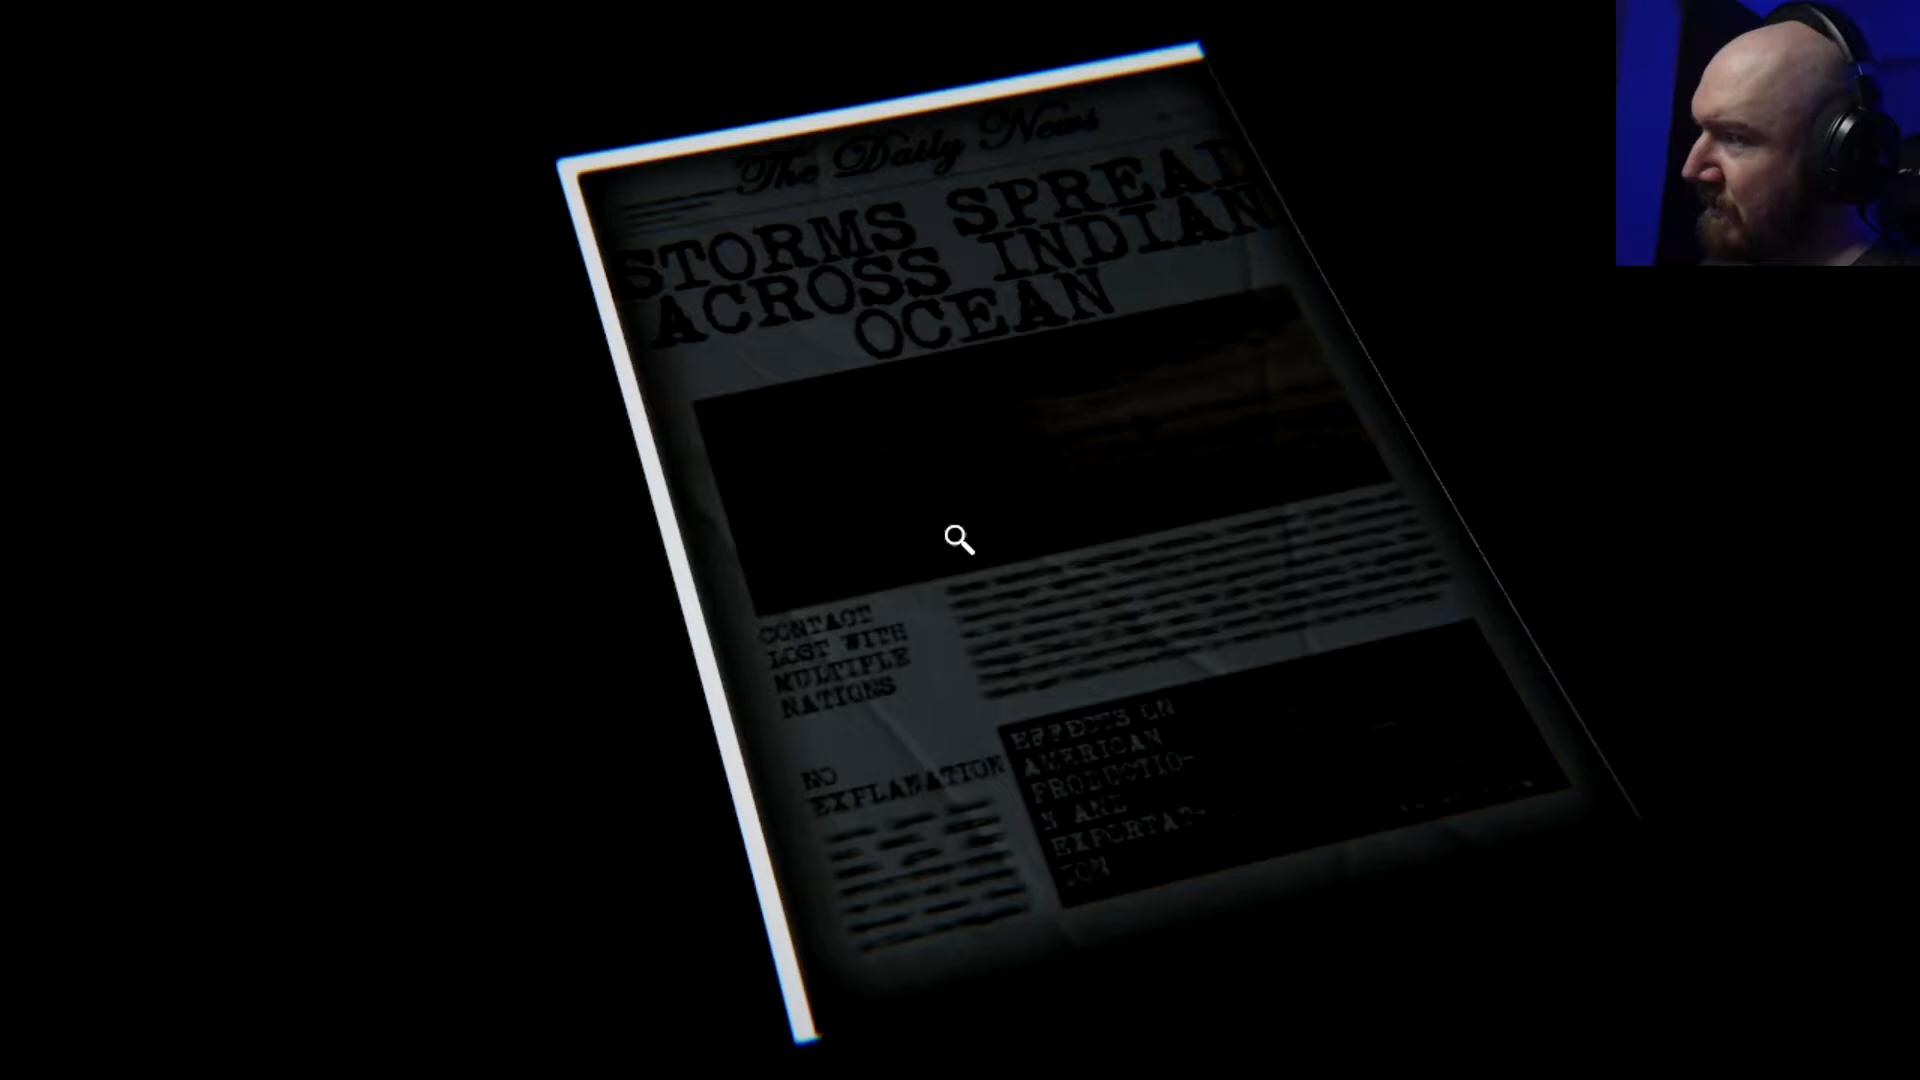 The Daily News
STORMS SPREAD
ACROSS INDIAN
OCEAN
CONTACT
LOST WITH
MULTIPLE
NATIONS
NO
EXPLANATION
EFFECTS ON
AMERICAN
PRODUCTIO-
N AND
EXPORTAT-
ION